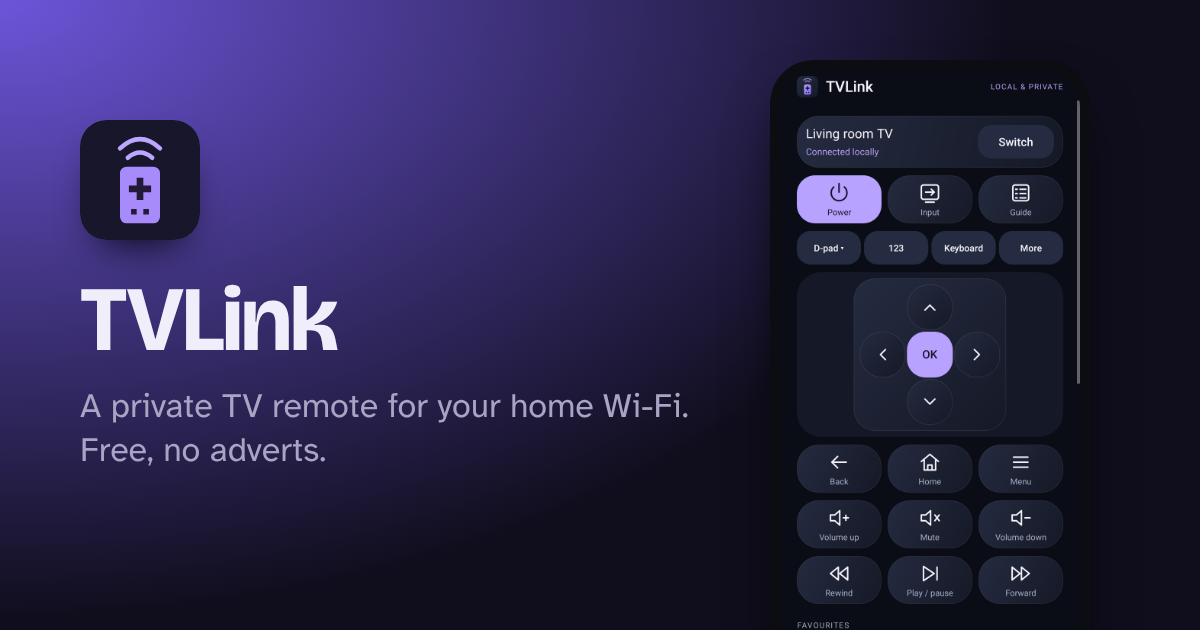 TVLink
A private TV remote for your home Wi-Fi.
Free, no adverts.
TVLink
LOCAL & PRIVATE
Living room TV
Connected locally
Switch
Power
Input
Guide
D-pad
123
Keyboard
More
OK
Back
Home
Menu
Volume up
Mute
Volume down
Rewind
Play / pause
Forward
FAVOURITES